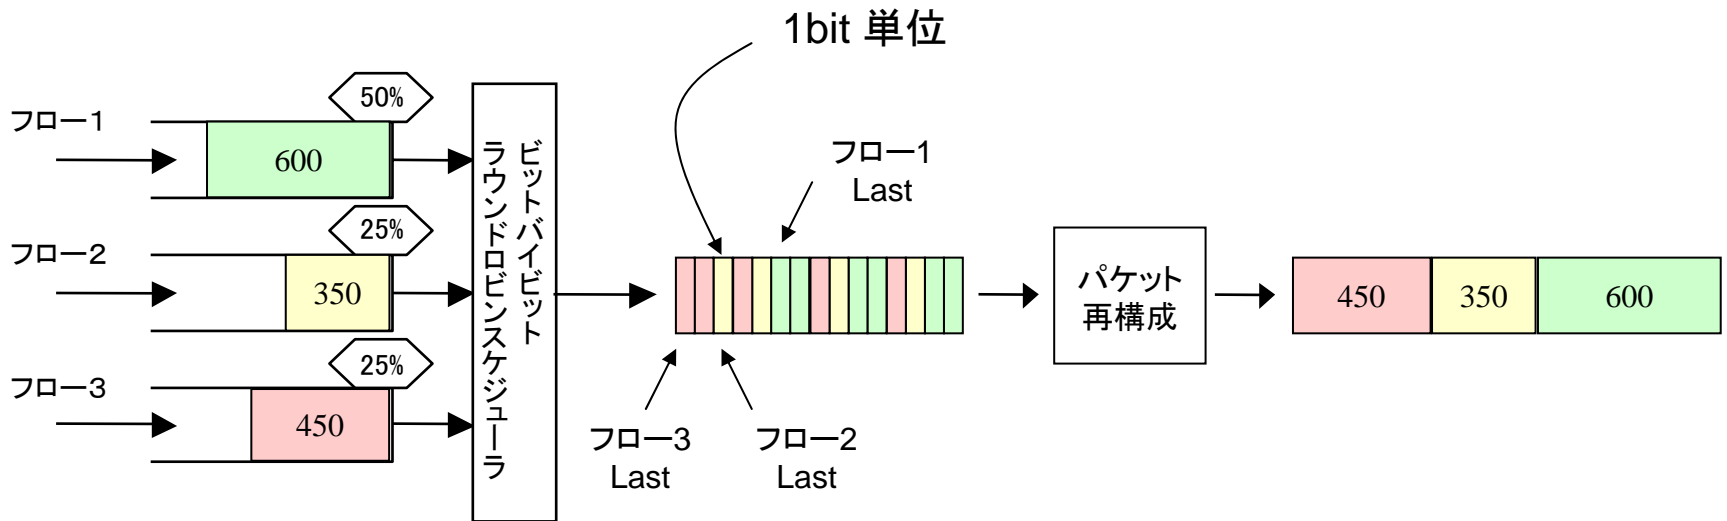 1bit 単位
フロー1
50%
600
フロー2
25%
350
フロー3
25%
450
ビットバイビット
ラウンドロビンスケジューラ
フロー1
Last
フロー3
Last
フロー2
Last
パケット
再構成
450
350
600